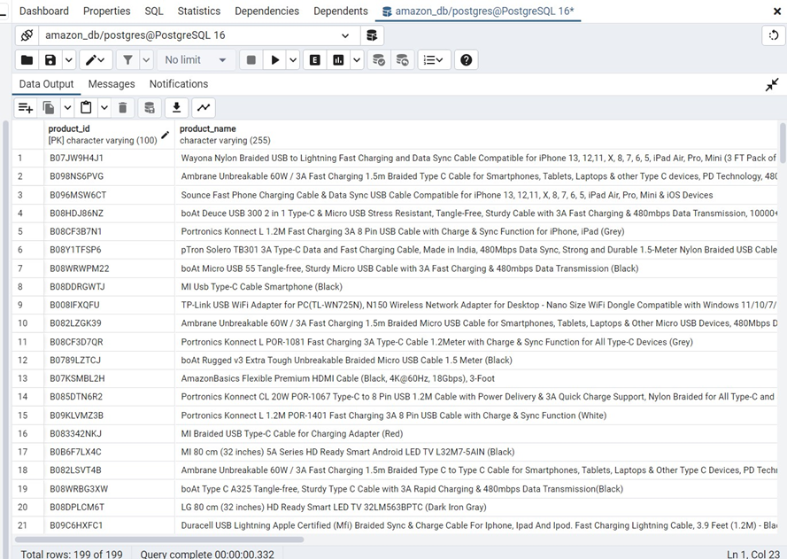 Dashboard Properties SQL Statistics Dependencies Dependents amazon_db/postgres@PostgreSQL 16*
amazon_db/postgres@PostgreSQL 16
No limit
Data Output Messages Notifications
product_id product_name
[PK] character varying (100) character varying (255)
1 B07JW9H4J1 Wayona Nylon Braided USB to Lightning Fast Charging and Data Sync Cable Compatible for iPhone 13, 12,11, X, 8, 7, 6, 5, iPad Air, Pro, Mini (3 FT Pack of
2 B098NS6PVG Ambrane Unbreakable 60W / 3A Fast Charging 1.5m Braided Type C Cable for Smartphones, Tablets, Laptops & other Type C devices, PD Technology, 480
3 B096MSW6CT Sounce Fast Phone Charging Cable & Data Sync USB Cable Compatible for iPhone 13, 12,11, X, 8, 7, 6, 5, iPad Air, Pro, Mini & iOS Devices
4 B08HDJ86NZ boAt Deuce USB 300 2 in 1 Type-C & Micro USB Stress Resistant, Tangle-Free, Sturdy Cable with 3A Fast Charging & 480mbps Data Transmission, 10000+
5 B08CF3B7N1 Portronics Konnect L 1.2M Fast Charging 3A 8 Pin USB Cable with Charge & Sync Function for iPhone, iPad (Grey)
6 B08Y1TFSP6 pTron Solero TB301 3A Type-C Data and Fast Charging Cable, Made in India, 480Mbps Data Sync, Strong and Durable 1.5-Meter Nylon Braided USB Cable
7 B08WRWPM22 boAt Micro USB 55 Tangle-free, Sturdy Micro USB Cable with 3A Fast Charging & 480mbps Data Transmission (Black)
8 B08DDRGWTJ MI Usb Type-C Cable Smartphone (Black)
9 B008IFXQFU TP-Link USB WiFi Adapter for PC(TL-WN725N), N150 Wireless Network Adapter for Desktop - Nano Size WiFi Dongle Compatible with Windows 11/10/7/
10 B082LZGK39 Ambrane Unbreakable 60W / 3A Fast Charging 1.5m Braided Micro USB Cable for Smartphones, Tablets, Laptops & Other Micro USB Devices, 480Mbps D
11 B08CF3D7QR Portronics Konnect L POR-1081 Fast Charging 3A Type-C Cable 1.2Meter with Charge & Sync Function for All Type-C Devices (Grey)
12 B0789LZTCJ boAt Rugged v3 Extra Tough Unbreakable Braided Micro USB Cable 1.5 Meter (Black)
13 B07KSMBL2H AmazonBasics Flexible Premium HDMI Cable (Black, 4K@60Hz, 18Gbps), 3-Foot
14 B085DTN6R2 Portronics Konnect CL 20W POR-1067 Type-C to 8 Pin USB 1.2M Cable with Power Delivery & 3A Quick Charge Support, Nylon Braided for All Type-C and
15 B09KLVMZ3B Portronics Konnect L 1.2M POR-1401 Fast Charging 3A 8 Pin USB Cable with Charge & Sync Function (White)
16 B083342NKJ MI Braided USB Type-C Cable for Charging Adapter (Red)
17 B0B6F7LX4C MI 80 cm (32 inches) 5A Series HD Ready Smart Android LED TV L32M7-5AIN (Black)
18 B082LSVT4B Ambrane Unbreakable 60W / 3A Fast Charging 1.5m Braided Type C to Type C Cable for Smartphones, Tablets, Laptops & Other Type C Devices, PD Techn
19 B08WRBG3XW boAt Type C A325 Tangle-free, Sturdy Type C Cable with 3A Rapid Charging & 480mbps Data Transmission(Black)
20 B08DPLCM6T LG 80 cm (32 inches) HD Ready Smart LED TV 32LM563BPTC (Dark Iron Gray)
21 B09C6HXFC1 Duracell USB Lightning Apple Certified (Mfi) Braided Sync & Charge Cable For Iphone, Ipad And Ipod. Fast Charging Lightning Cable, 3.9 Feet (1.2M) - Bla
Total rows: 199 of 199 Query complete 00:00:00.332 Ln 1, Col 23